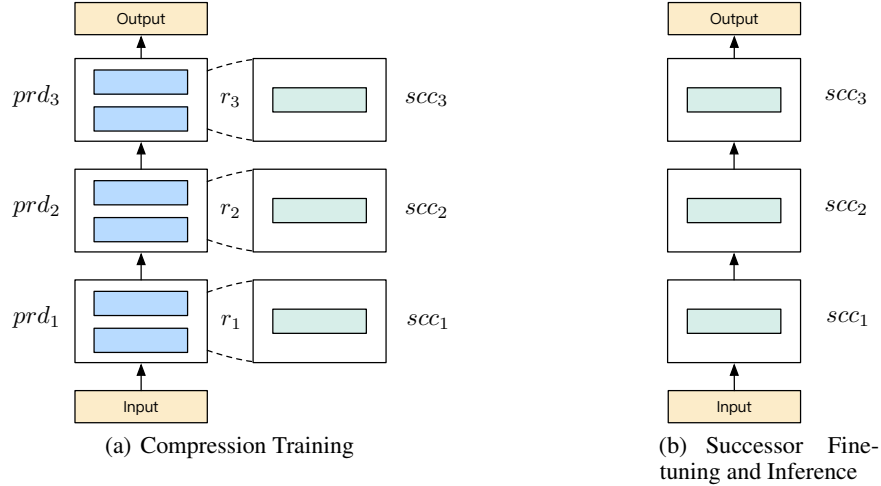 Output
prd3
r3
scc3
prd2
r2
scc2
prd1
r1
scc1
Input
(a) Compression Training
Output
scc3
scc2
scc1
Input
(b) Successor Fine-
tuning and Inference